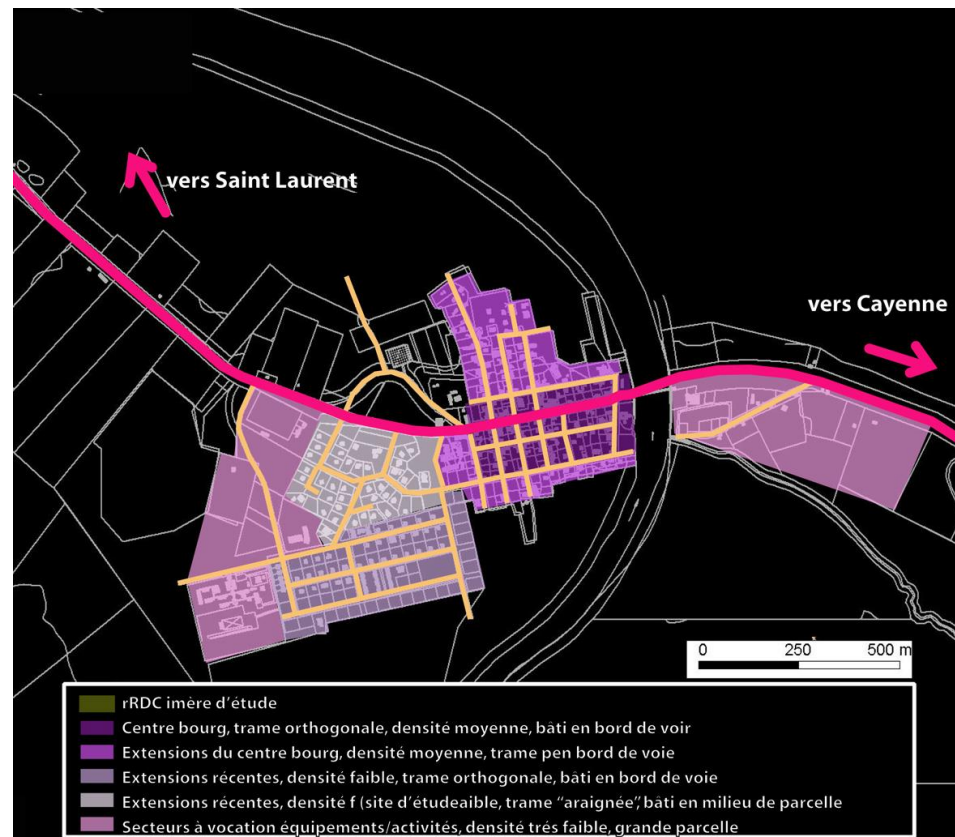 vers Saint Laurent
vers Cayenne
0 250 500 m
rRDC imère d'étude
Centre bourg, trame orthogonale, densité moyenne, bâti en bord de voir
Extensions du centre bourg, densité moyenne, trame pen bord de voie
Extensions récentes, densité faible, trame orthogonale, bâti en bord de voie
Extensions récentes, densité f (site d'étudeaible, trame "araignée", bâti en milieu de parcelle
Secteurs à vocation équipements/activités, densité trés faible, grande parcelle